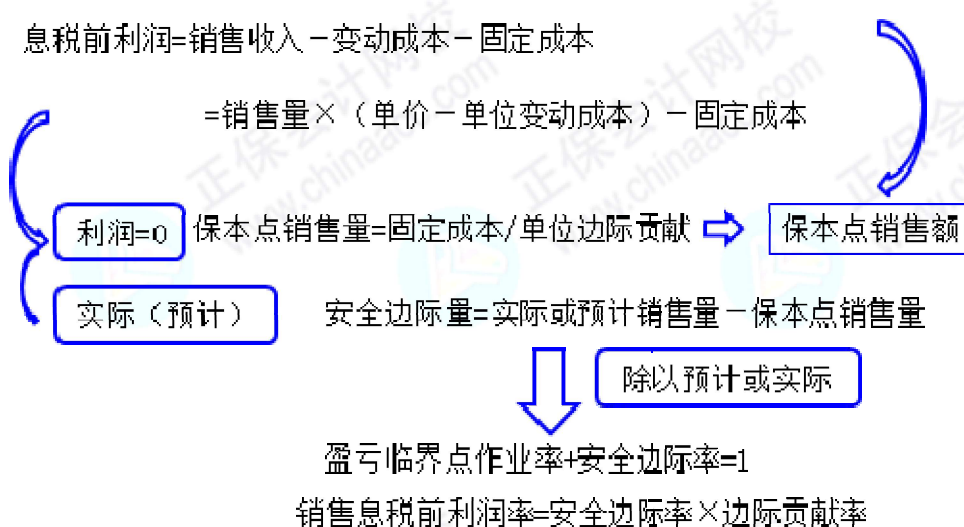 息税前利润=销售收入－变动成本－固定成本
=销售量×（单价－单位变动成本）－固定成本
利润=0 保本点销售量=固定成本/单位边际贡献 保本点销售额
实际（预计） 安全边际量=实际或预计销售量－保本点销售量
除以预计或实际
盈亏临界点作业率+安全边际率=1
销售息税前利润率=安全边际率×边际贡献率